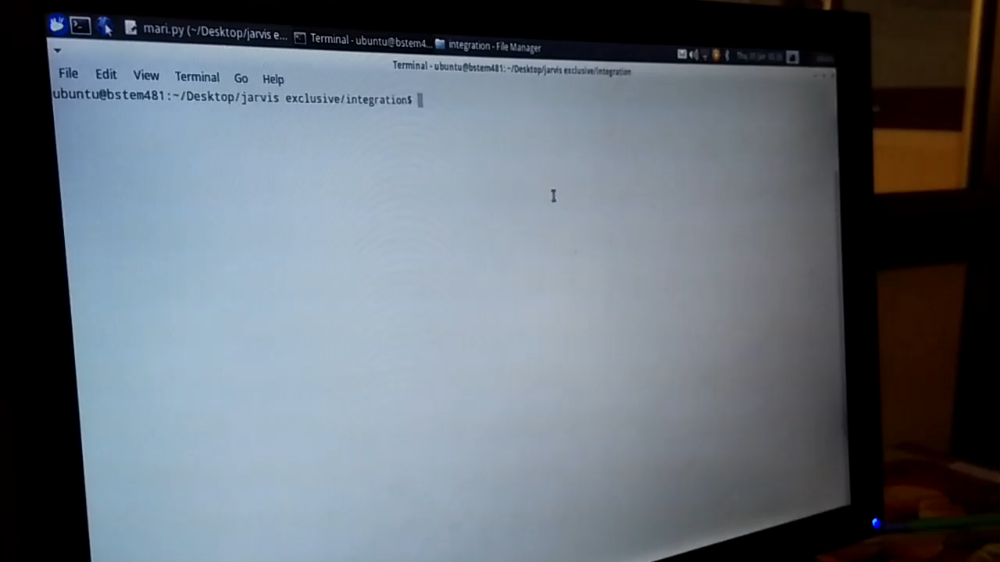 mari.py (~/Desktop/jarvis e... Terminal - ubuntu@bstem4... integration - File Manager
Terminal - ubuntu@bstem481: ~/Desktop/jarvis exclusive/integration
File Edit View Terminal Go Help
ubuntu@bstem481:~/Desktop/jarvis exclusive/integration$